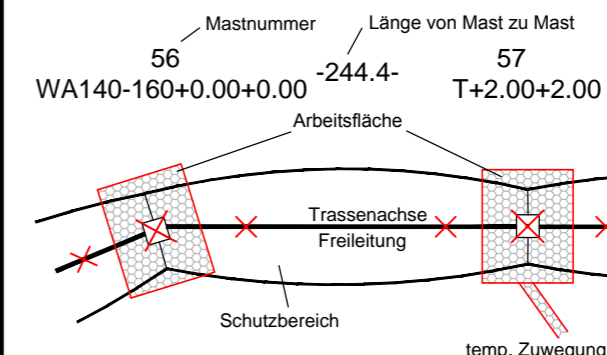 Mastnummer
Länge von Mast zu Mast
56
-244.4-
57
WA140-160+0.00+0.00
T+2.00+2.00
Arbeitsfläche
Trassenachse
Freileitung
Schutzbereich
temp. Zuwegung